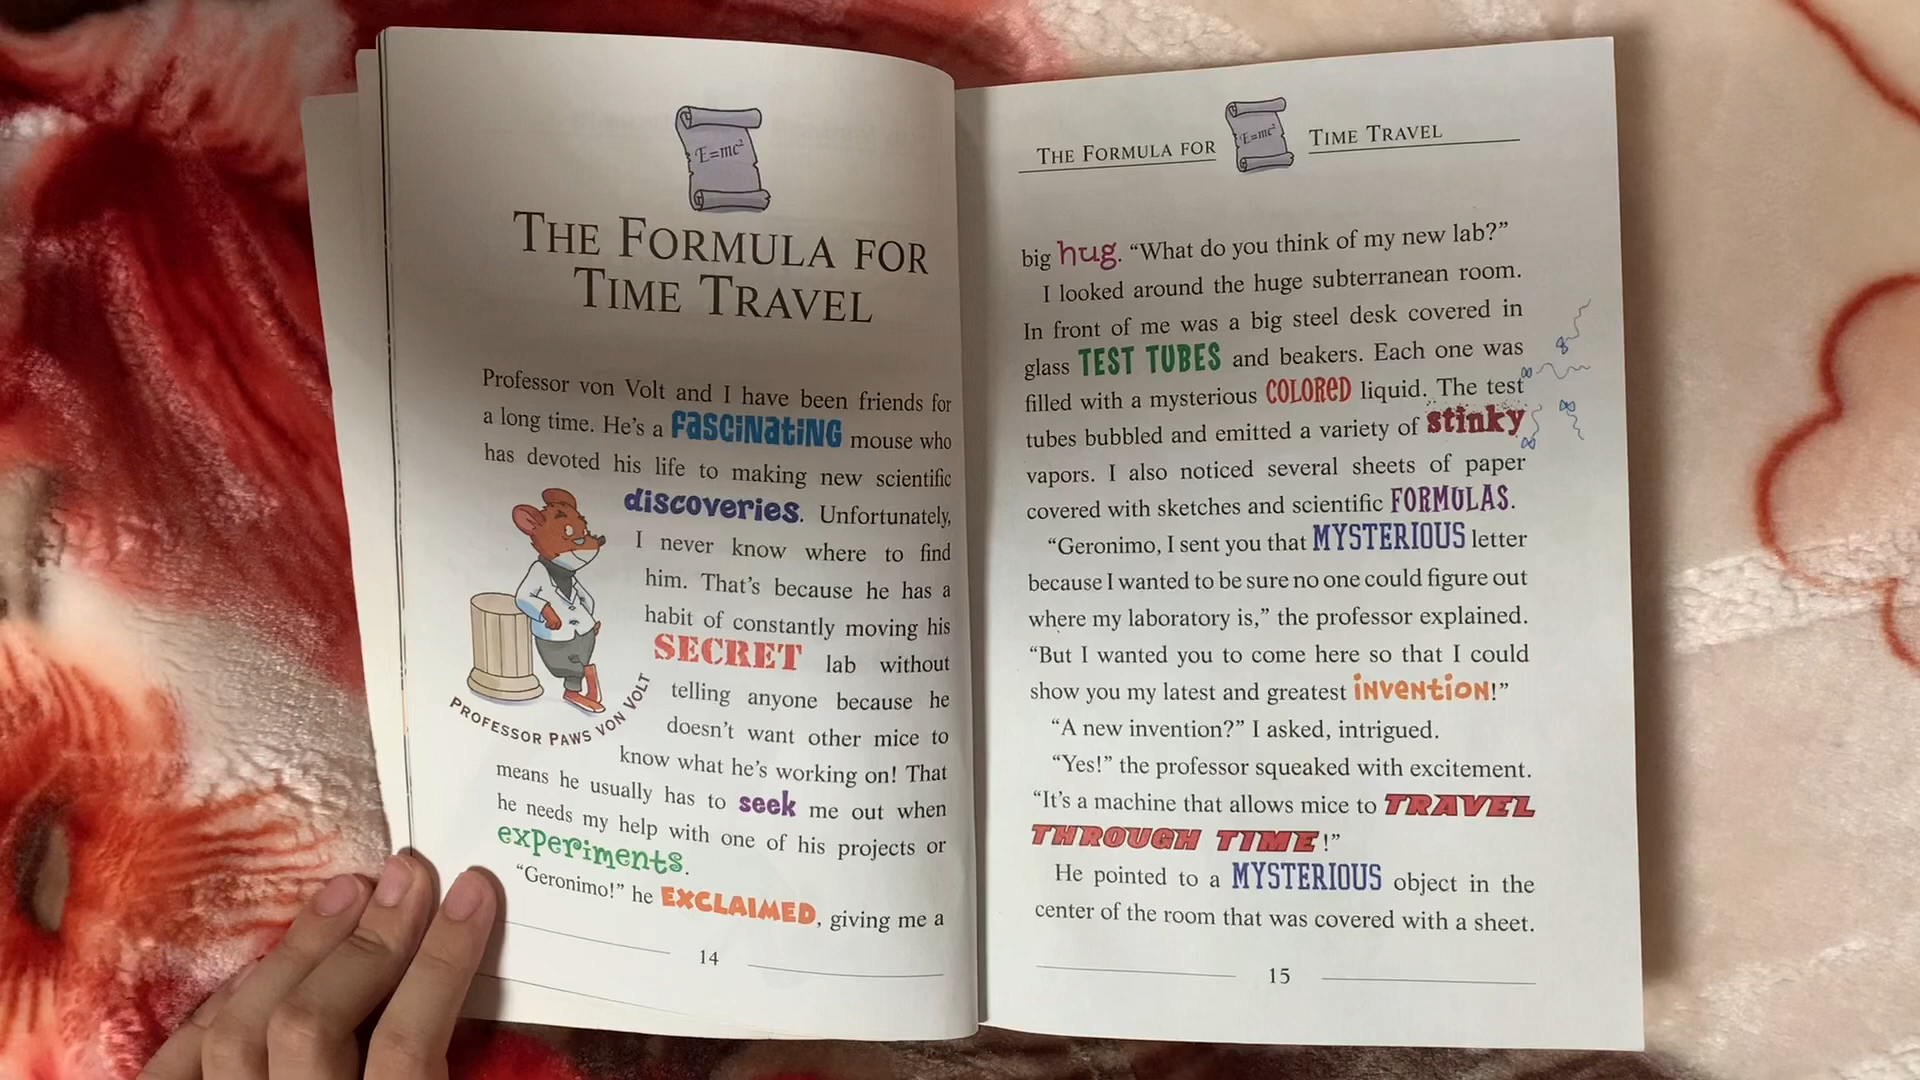 E=mc²
THE FORMULA FOR
TIME TRAVEL
Professor von Volt and I have been friends for
a long time. He's a fascinating mouse who
has devoted his life to making new scientific
discoveries. Unfortunately,
I never know where to find
him. That's because he has a
habit of constantly moving his
SECRET lab without
telling anyone because he
doesn't want other mice to
know what he's working on! That
means he usually has to seek me out when
he needs my help with one of his projects or
experiments.
"Geronimo!" he EXCLAIMED, giving me a
PROFESSOR PAWS VON VOLT
14
THE FORMULA FOR E=mc² TIME TRAVEL
big hug. "What do you think of my new lab?"
I looked around the huge subterranean room.
In front of me was a big steel desk covered in
glass TEST TUBES and beakers. Each one was
filled with a mysterious COLORED liquid. The test
tubes bubbled and emitted a variety of stinky
vapors. I also noticed several sheets of paper
covered with sketches and scientific FORMULAS.
"Geronimo, I sent you that MYSTERIOUS letter
because I wanted to be sure no one could figure out
where my laboratory is," the professor explained.
"But I wanted you to come here so that I could
show you my latest and greatest invention!"
"A new invention?" I asked, intrigued.
"Yes!" the professor squeaked with excitement.
"It's a machine that allows mice to TRAVEL
THROUGH TIME!"
He pointed to a MYSTERIOUS object in the
center of the room that was covered with a sheet.
15